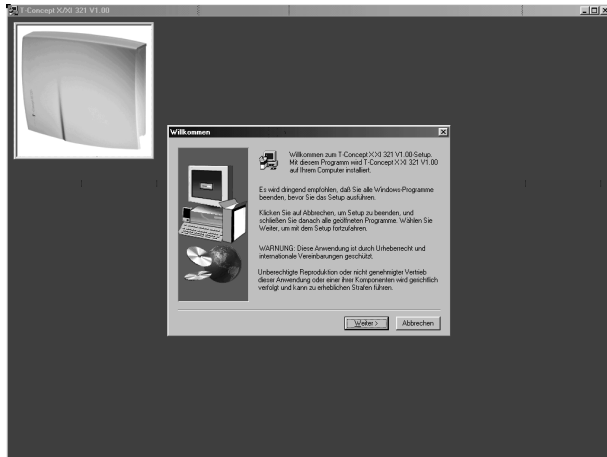 T-Concept X/XI 321 V1.00
Willkommen
Willkommen zum T-Concept X/XI 321 V1.00-Setup.
Mit diesem Programm wird T-Concept X/XI 321 V1.00
auf Ihrem Computer installiert.
Es wird dringend empfohlen, daß Sie alle Windows-Programme
beenden, bevor Sie das Setup ausführen.
Klicken Sie auf Abbrechen, um Setup zu beenden, und
schließen Sie danach alle geöffneten Programme. Wählen Sie
Weiter, um mit dem Setup fortzufahren.
WARNUNG: Diese Anwendung ist durch Urheberrecht und
internationale Vereinbarungen geschützt.
Unberechtigte Reproduktion oder nicht genehmigter Vertrieb
dieser Anwendung oder einer ihrer Komponenten wird gerichtlich
verfolgt und kann zu erheblichen Strafen führen.
Weiter >
Abbrechen